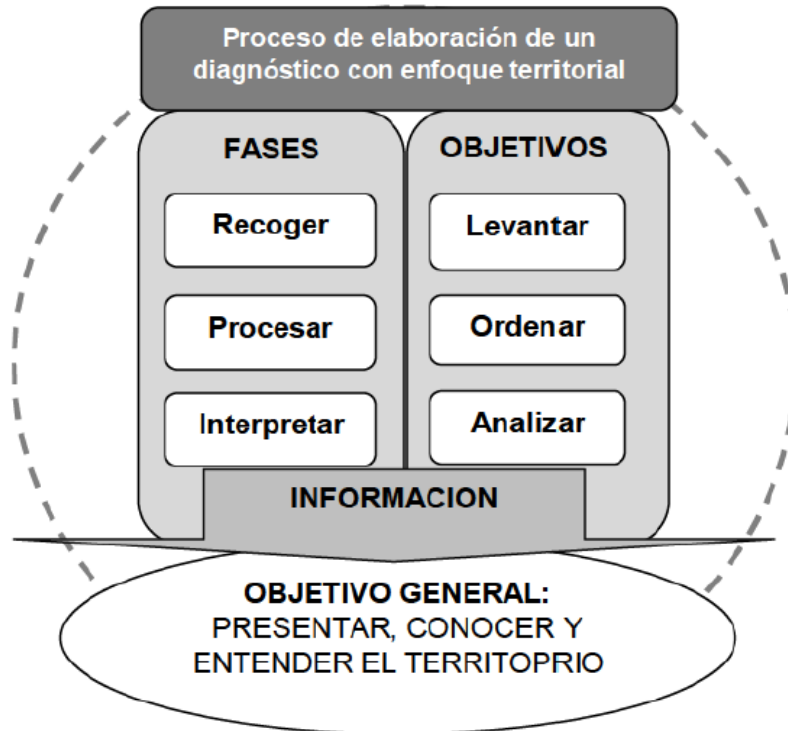 Proceso de elaboración de un
diagnóstico con enfoque territorial
FASES
Recoger
Procesar
Interpretar
OBJETIVOS
Levantar
Ordenar
Analizar
INFORMACION
OBJETIVO GENERAL:
PRESENTAR, CONOCER Y
ENTENDER EL TERRITOPRIO